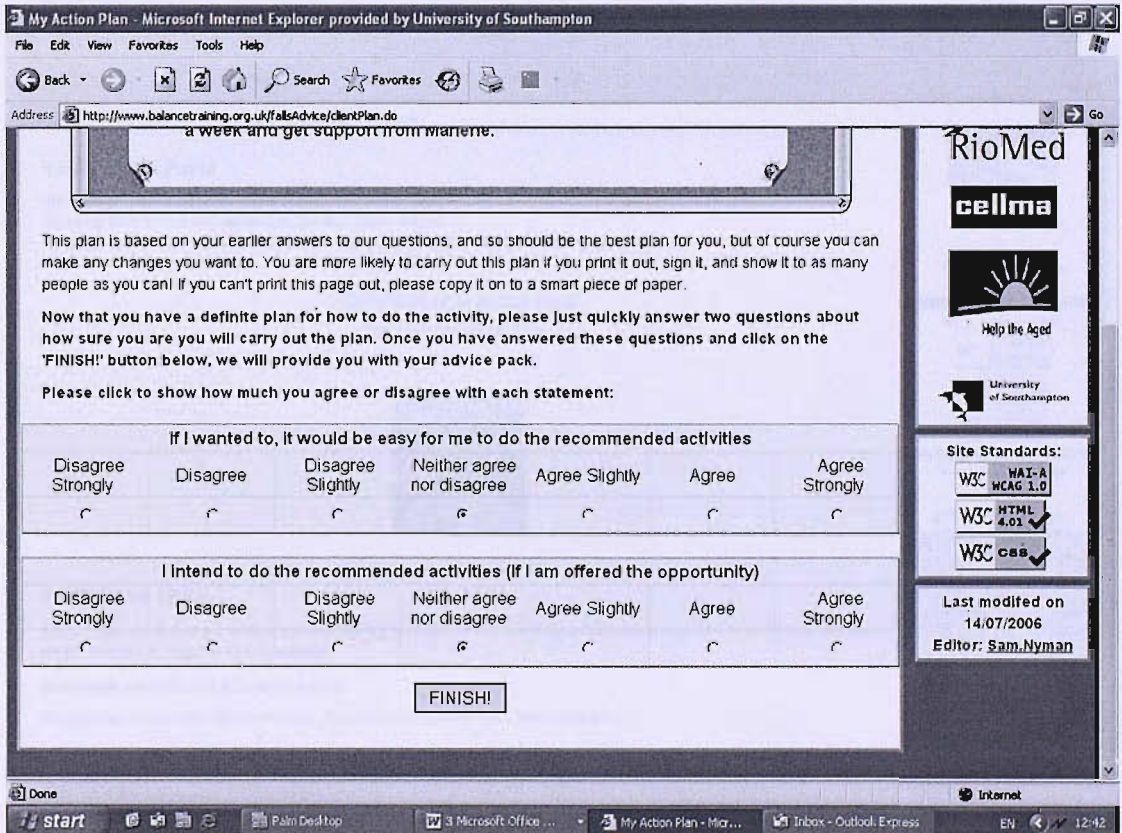 My Action Plan - Microsoft Internet Explorer provided by University of Southampton
File Edit View Favorites Tools Help
Back Search Favorites
Address http://www.balancetraining.org.uk/fallsAdvice/clientPlan.do Go
a week and get support from Marlene.
This plan is based on your earlier answers to our questions, and so should be the best plan for you, but of course you can
make any changes you want to. You are more likely to carry out this plan if you print it out, sign it, and show it to as many
people as you can! If you can't print this page out, please copy it on to a smart piece of paper.
Now that you have a definite plan for how to do the activity, please just quickly answer two questions about
how sure you are you will carry out the plan. Once you have answered these questions and click on the
'FINISH!' button below, we will provide you with your advice pack.
Please click to show how much you agree or disagree with each statement:
If I wanted to, it would be easy for me to do the recommended activities
Disagree Strongly Disagree Disagree Slightly Neither agree nor disagree Agree Slightly Agree Agree Strongly
I intend to do the recommended activities (if I am offered the opportunity)
Disagree Strongly Disagree Disagree Slightly Neither agree nor disagree Agree Slightly Agree Agree Strongly
FINISH!
RioMed
cellma
Help the Aged
University
of Southampton
Site Standards:
W3C WAI-A WCAG 1.0
W3C HTML 4.01
W3C css
Last modifed on
14/07/2006
Editor: Sam.Nyman
Done Internet
start Palm Desktop 3 Microsoft Office ... My Action Plan - Micr... Inbox - Outlook Express EN 12:42